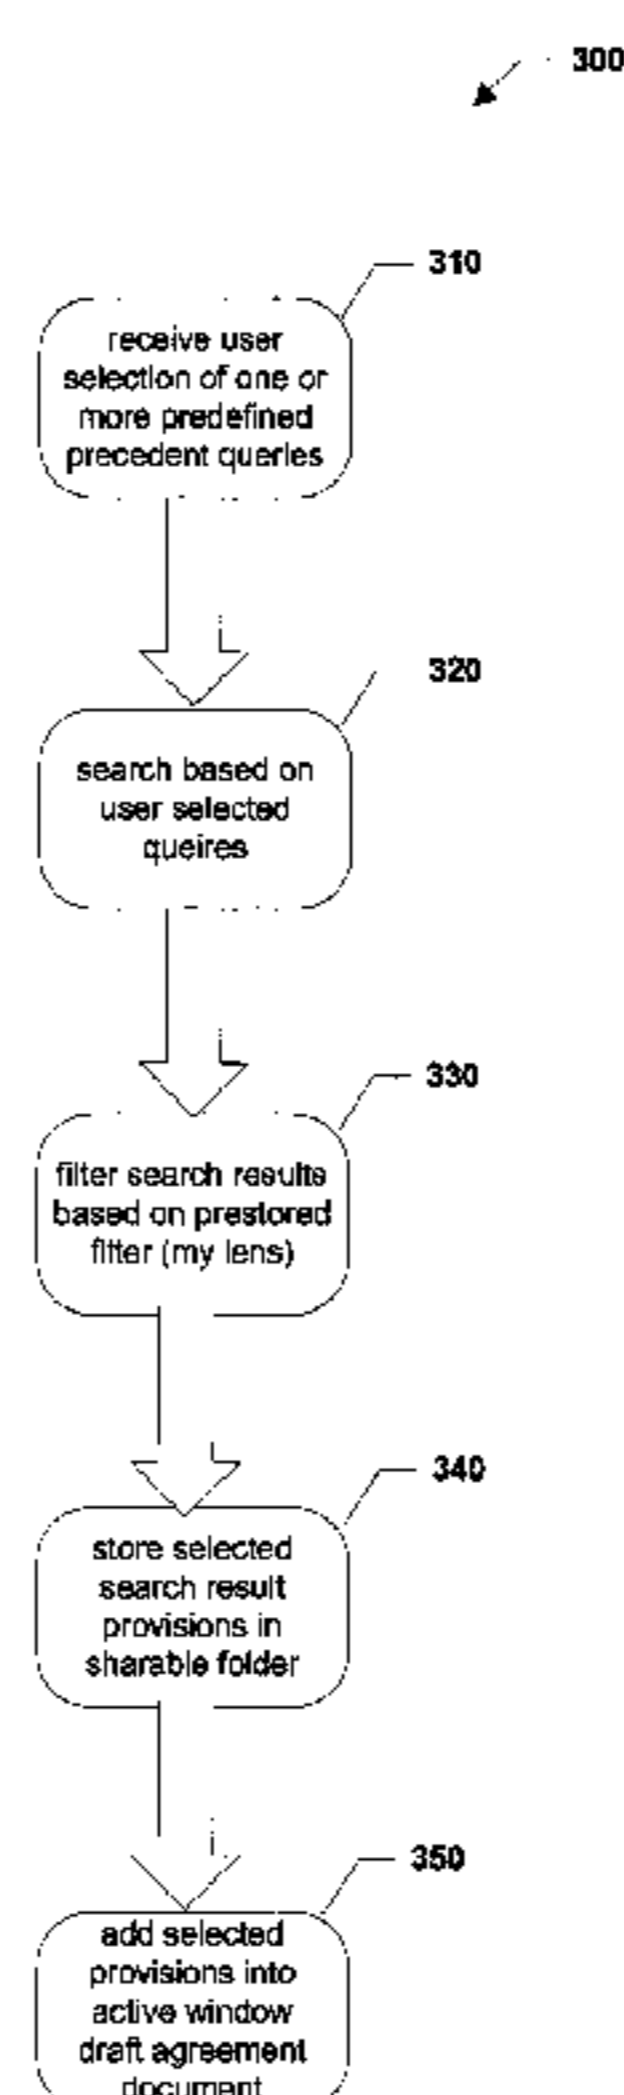 300
310
receive user
selection of one or
more predefined
precedent queries
320
search based on
user selected
queires
330
filter search results
based on prestored
filter (my lens)
340
store selected
search result
provisions in
sharable folder
350
add selected
provisions into
active window
draft agreement
document